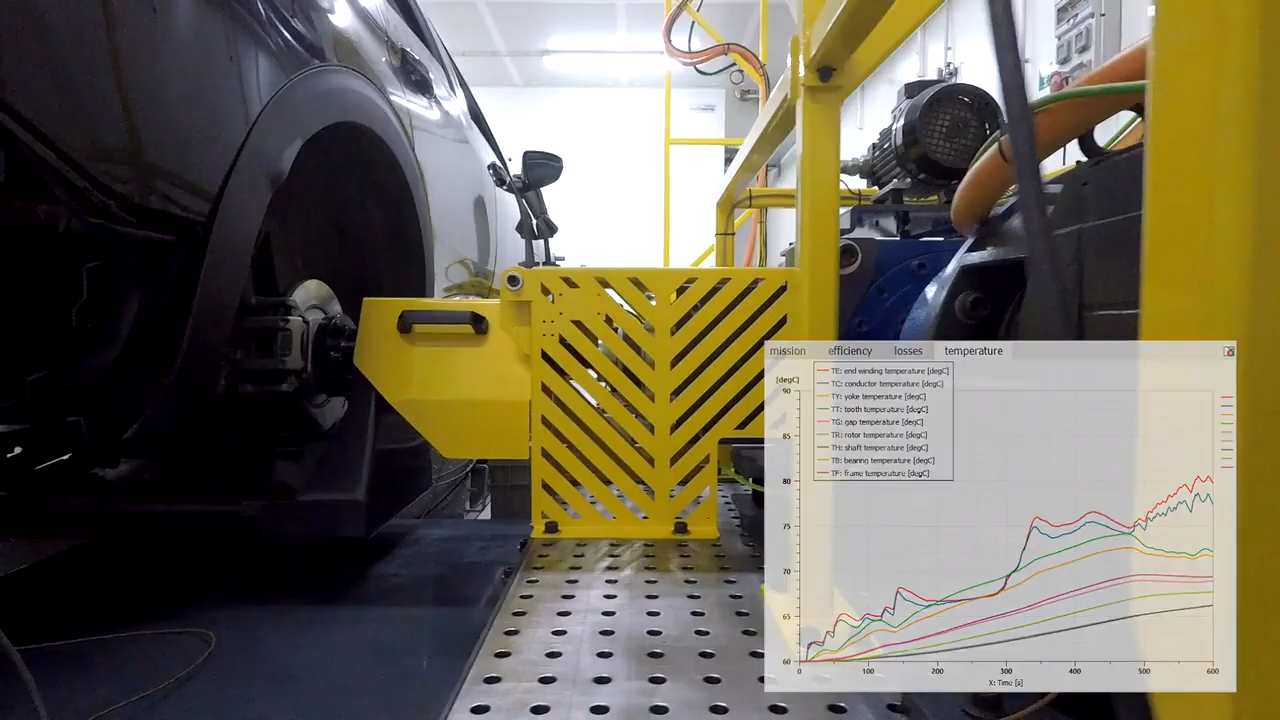 mission efficiency losses temperature
[degC]
TE: end winding temperature [degC]
TC: conductor temperature [degC]
TY: yoke temperature [degC]
TT: tooth temperature [degC]
TG: gap temperature [degC]
TR: rotor temperature [degC]
TH: shaft temperature [degC]
TB: bearing temperature [degC]
TF: frame temperature [degC]
90
85
80
75
70
65
60
0 100 200 300 400 500 600
X: Time [s]